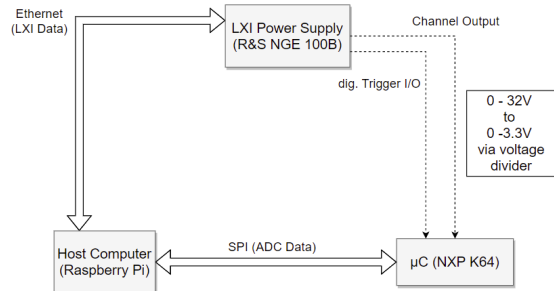 Ethernet
(LXI Data)
LXI Power Supply
(R&S NGE 100B)
Channel Output
dig. Trigger I/O
0 - 32V
to
0 -3.3V
via voltage
divider
Host Computer
(Raspberry Pi)
SPI (ADC Data)
µC (NXP K64)